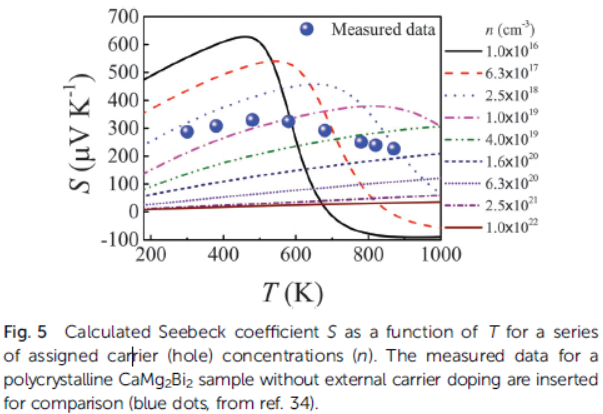 700
600
500
400
300
200
100
0
-100
S (μV K⁻¹)
Measured data
200 400 600 800 1000
T (K)
n (cm⁻³)
1.0x10¹⁶
6.3x10¹⁷
2.5x10¹⁸
1.0x10¹⁹
4.0x10¹⁹
1.6x10²⁰
6.3x10²⁰
2.5x10²¹
1.0x10²²
Fig. 5 Calculated Seebeck coefficient S as a function of T for a series
of assigned carrier (hole) concentrations (n). The measured data for a
polycrystalline CaMg₂Bi₂ sample without external carrier doping are inserted
for comparison (blue dots, from ref. 34).